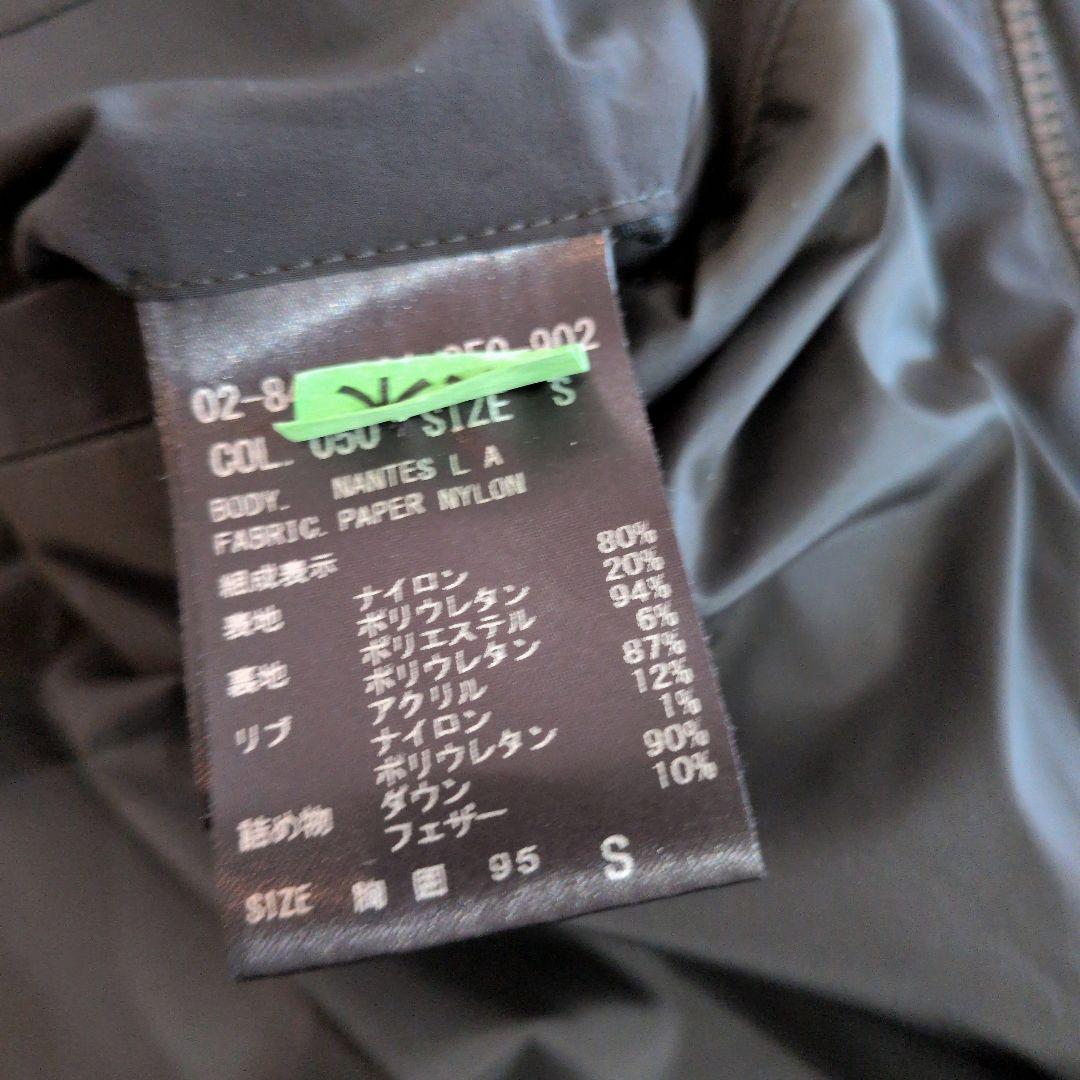 02-84 902
COL. 050 SIZE S
BODY. NANTES L A
FABRIC. PAPER NYLON
組成表示
表地 ナイロン 80%
ポリウレタン 20%
裏地 ポリエステル 94%
ポリウレタン 6%
リブ アクリル 87%
ナイロン 12%
ポリウレタン 1%
詰め物 ダウン 90%
フェザー 10%
SIZE 胸囲 95 S